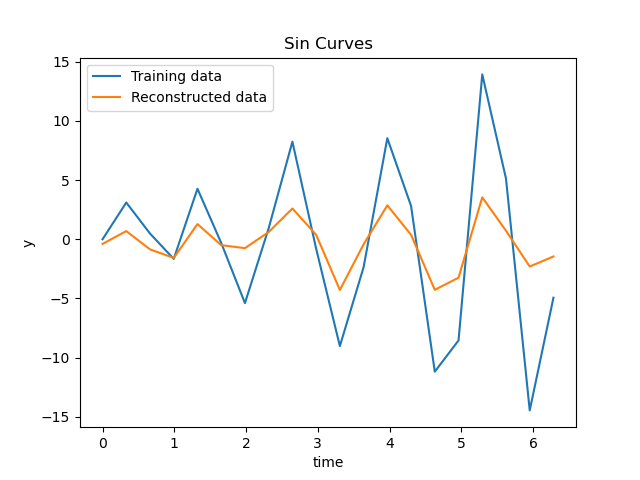 Sin Curves
Training data
Reconstructed data
15
10
5
0
−5
−10
−15
y
0 1 2 3 4 5 6
time